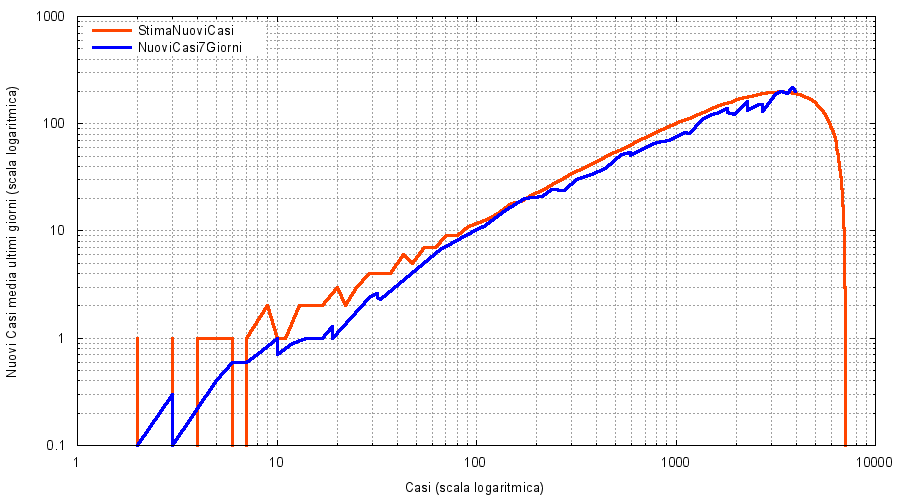 1000
StimaNuoviCasi
NuoviCasi7Giorni
100
10
1
0.1
Nuovi Casi media ultimi giorni (scala logaritmica)
1 10 100 1000 10000
Casi (scala logaritmica)